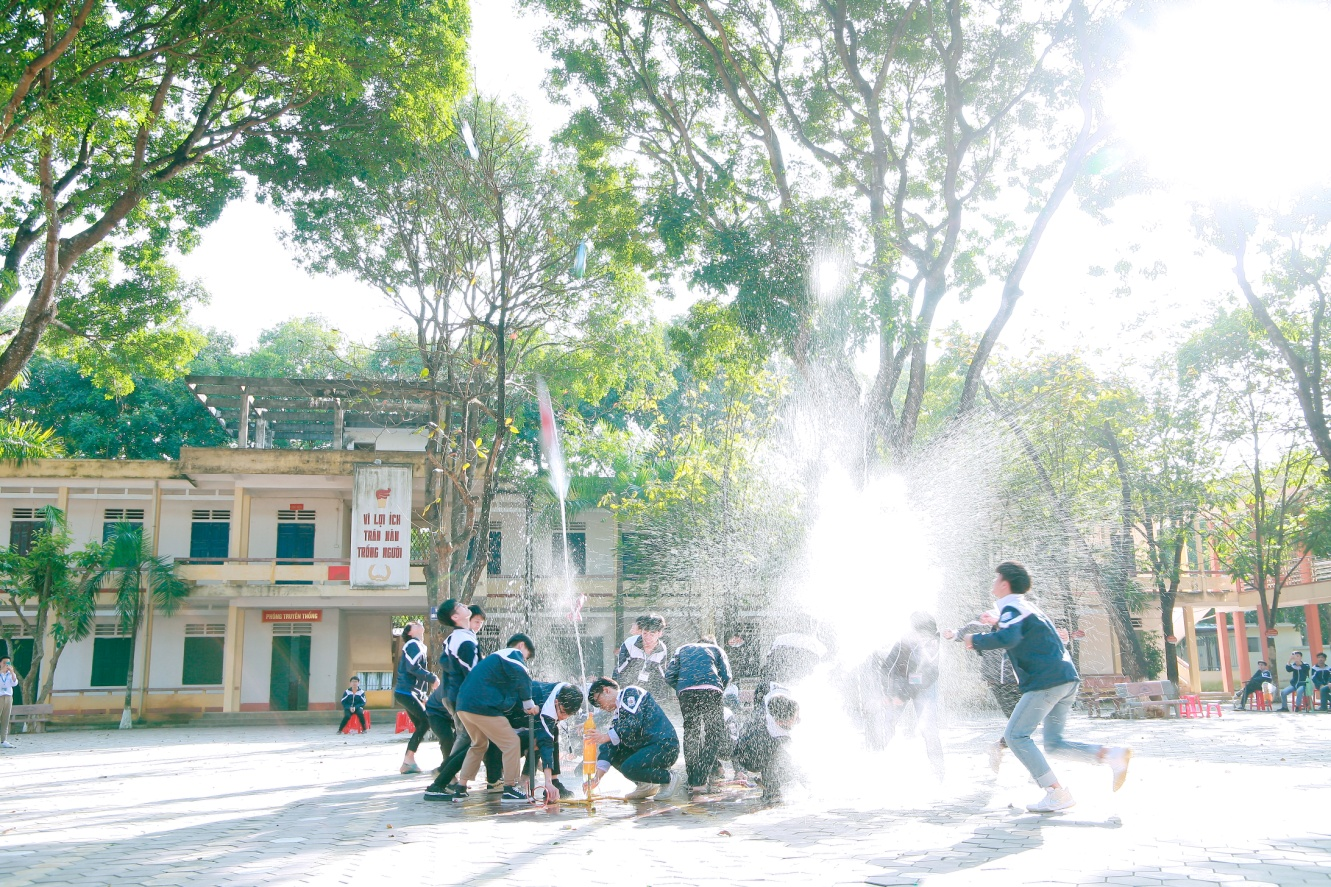 VÌ LỢI ÍCH
TRĂM NĂM
TRỒNG NGƯỜI
PHÒNG TRUYỀN THỐNG